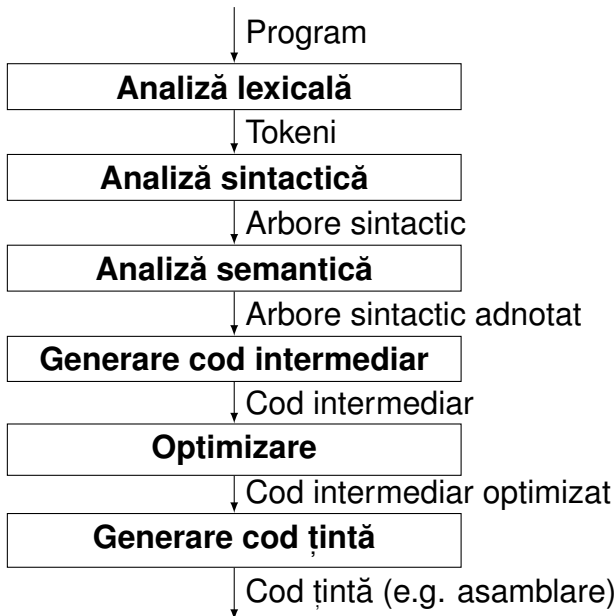 Program
Analiză lexicală
Tokeni
Analiză sintactică
Arbore sintactic
Analiză semantică
Arbore sintactic adnotat
Generare cod intermediar
Cod intermediar
Optimizare
Cod intermediar optimizat
Generare cod țintă
Cod țintă (e.g. asamblare)